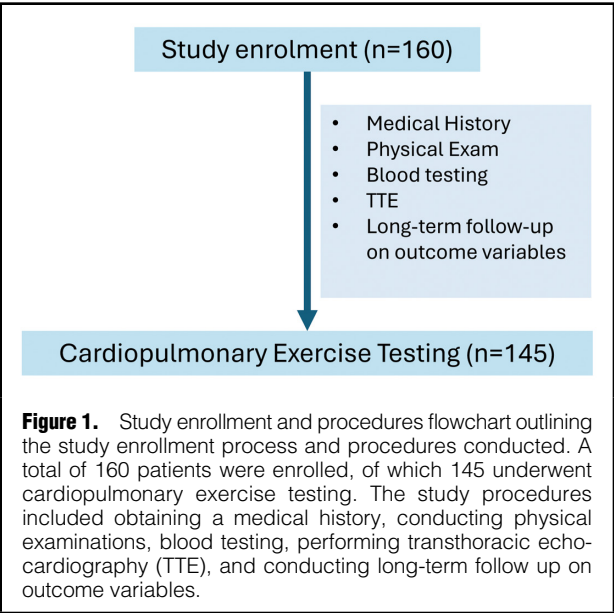 Study enrolment (n=160)
• Medical History
• Physical Exam
• Blood testing
• TTE
• Long-term follow-up
on outcome variables
Cardiopulmonary Exercise Testing (n=145)
Figure 1. Study enrollment and procedures flowchart outlining
the study enrollment process and procedures conducted. A
total of 160 patients were enrolled, of which 145 underwent
cardiopulmonary exercise testing. The study procedures
included obtaining a medical history, conducting physical
examinations, blood testing, performing transthoracic echo-
cardiography (TTE), and conducting long-term follow up on
outcome variables.